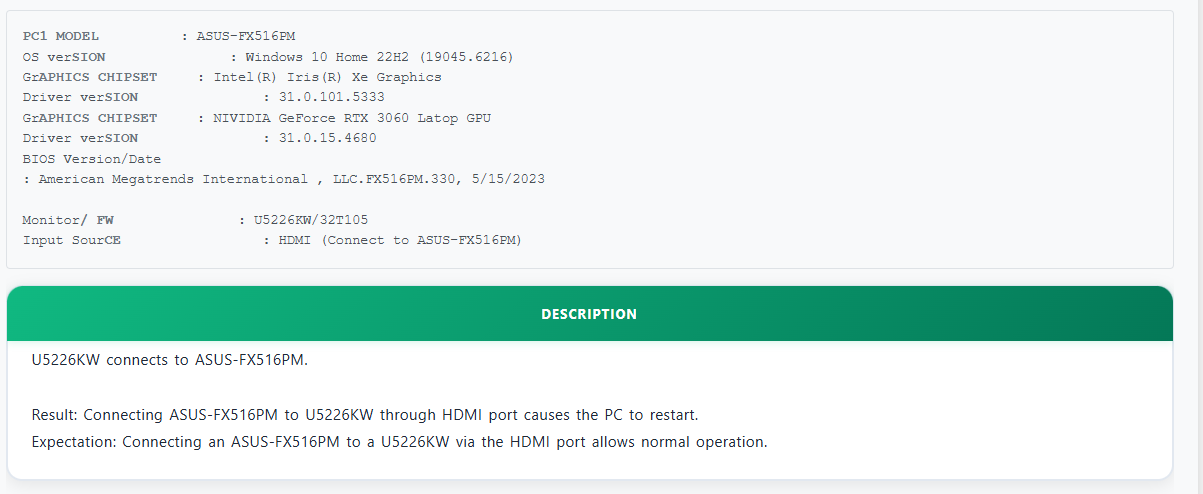 PC1 MODEL : ASUS-FX516PM
OS verSION : Windows 10 Home 22H2 (19045.6216)
GrAPHICS CHIPSET : Intel(R) Iris(R) Xe Graphics
Driver verSION : 31.0.101.5333
GrAPHICS CHIPSET : NIVIDIA GeForce RTX 3060 Latop GPU
Driver verSION : 31.0.15.4680
BIOS Version/Date
: American Megatrends International , LLC.FX516PM.330, 5/15/2023
Monitor/ FW : U5226KW/32T105
Input SourCE : HDMI (Connect to ASUS-FX516PM)
DESCRIPTION
U5226KW connects to ASUS-FX516PM.
Result: Connecting ASUS-FX516PM to U5226KW through HDMI port causes the PC to restart.
Expectation: Connecting an ASUS-FX516PM to a U5226KW via the HDMI port allows normal operation.